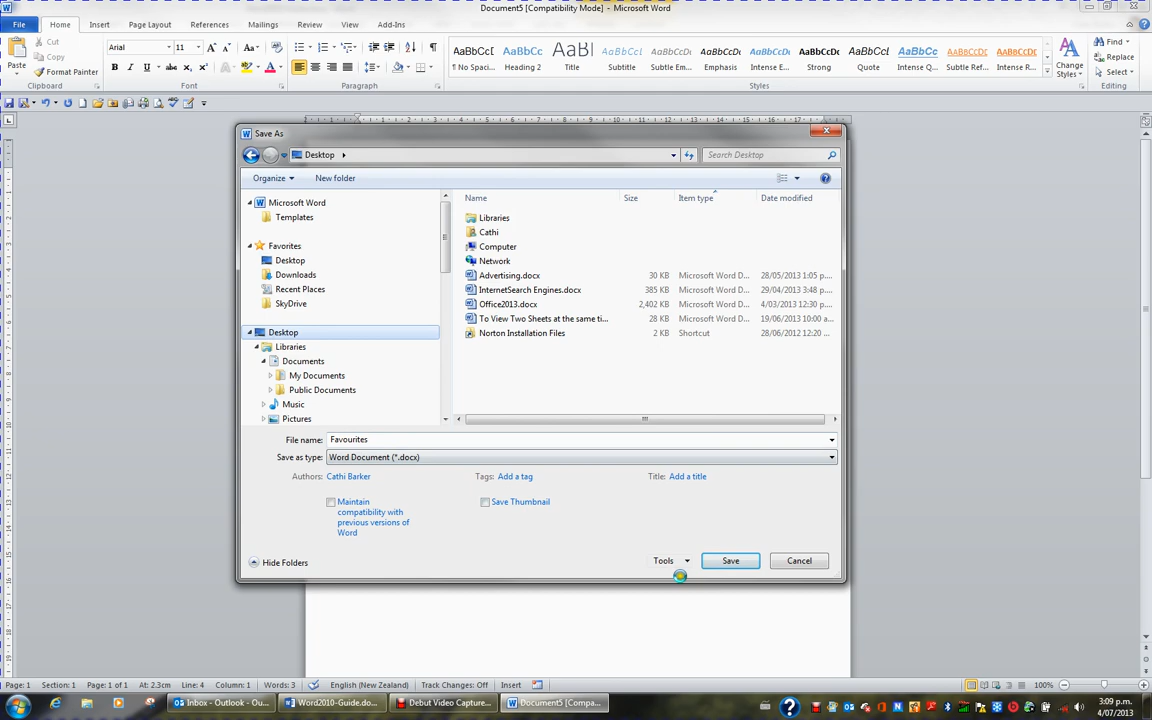 Document5 [Compatibility Mode] - Microsoft Word
File Home Insert Page Layout References Mailings Review View Add-Ins
Paste
Cut
Copy
Format Painter
Clipboard
Arial 11
Font
Paragraph
AaBbCcI AaBbCc AaBl AaBbCcI AaBbCcI AaBbCcI AaBbCcI AaBbCcI AaBbCcI AaBbCcI AaBbCcDc AaBbCcDc
¶ No Spaci... Heading 2 Title Subtitle Subtle Em... Emphasis Intense E... Strong Quote Intense Q... Subtle Ref... Intense R...
Styles
Change Styles
Find
Replace
Select
Editing
Save As
Desktop
Search Desktop
Organize New folder
Microsoft Word
Templates
Favorites
Desktop
Downloads
Recent Places
SkyDrive
Desktop
Libraries
Documents
My Documents
Public Documents
Music
Pictures
Name Size Item type Date modified
Libraries
Cathi
Computer
Network
Advertising.docx 30 KB Microsoft Word D... 28/05/2013 1:05 p...
InternetSearch Engines.docx 385 KB Microsoft Word D... 29/04/2013 3:48 p...
Office2013.docx 2,402 KB Microsoft Word D... 4/03/2013 12:30 p...
To View Two Sheets at the same ti... 28 KB Microsoft Word D... 19/06/2013 10:00 a...
Norton Installation Files 2 KB Shortcut 28/06/2012 12:20 ...
File name: Favourites
Save as type: Word Document (*.docx)
Authors: Cathi Barker Tags: Add a tag Title: Add a title
Maintain compatibility with previous versions of Word
Save Thumbnail
Hide Folders Tools Save Cancel
Page: 1 Page: 1 of 1 Section: 1 At: 2.3cm Line: 4 Column: 1 Words: 3 English (New Zealand) Track Changes: Off Insert 100%
Inbox - Outlook - Ou... Word2010-Guide.do... Debut Video Capture... Document5 [Compa...
3:09 p.m.
4/07/2013